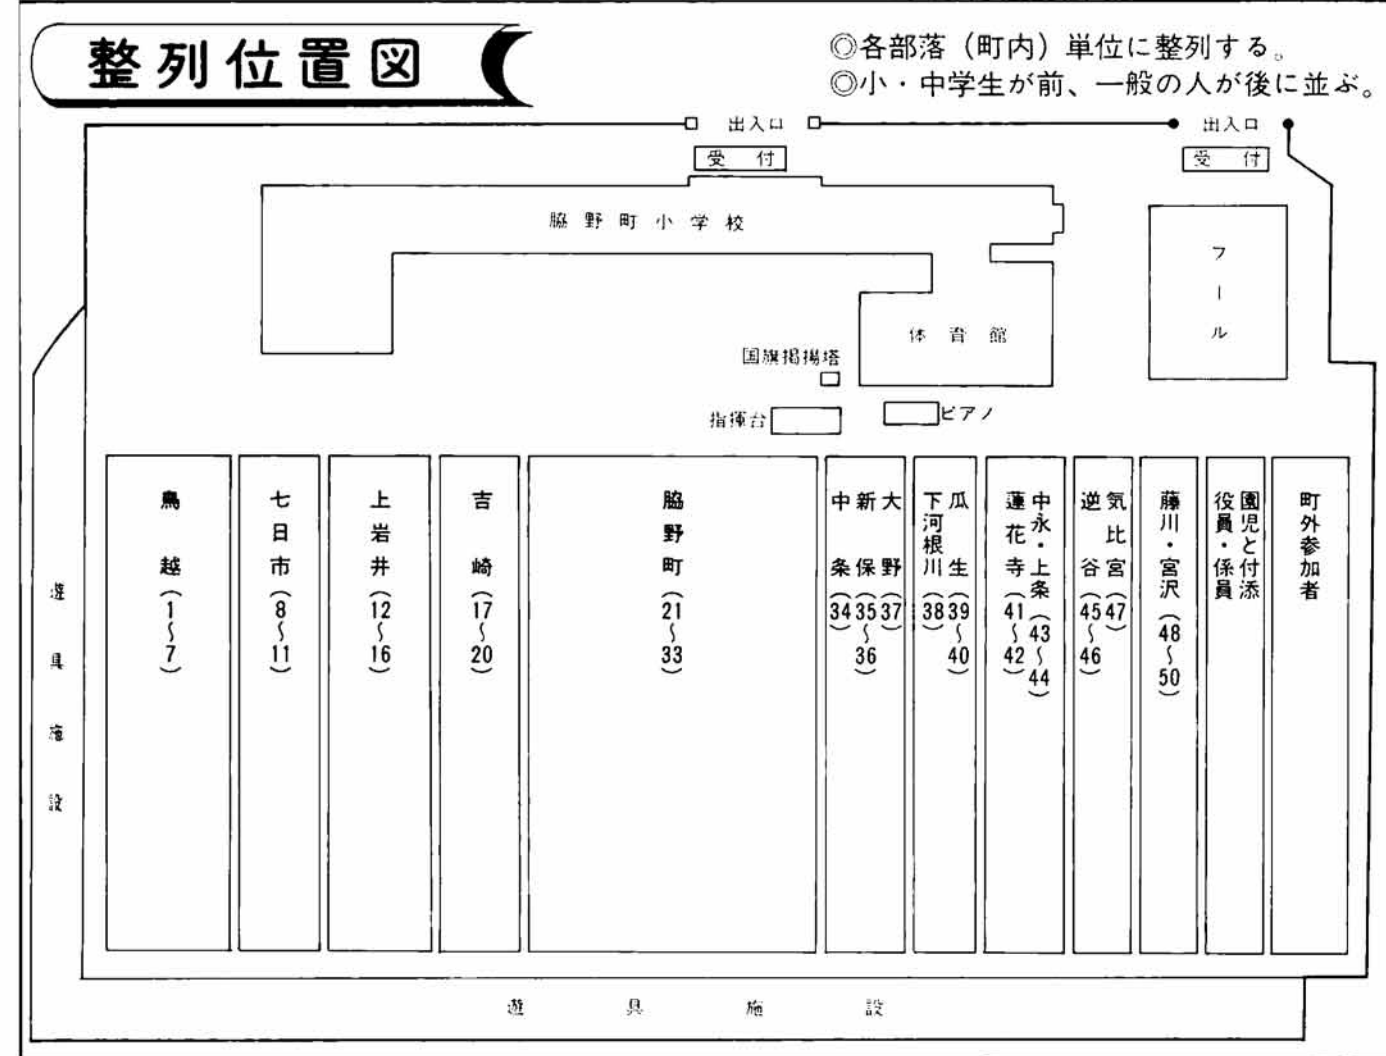 整列位置図
◎各部落（町内）単位に整列する。
◎小・中学生が前、一般の人が後に並ぶ。
出入口
出入口
受付
受付
脇野町小学校
プール
体育館
国旗掲揚塔
指揮台
ピアノ
鳥越（1〜7）
七日市（8〜11）
上岩井（12〜16）
吉崎（17〜20）
脇野町（21〜33）
中条（34）
新保（35〜36）
大野（37）
下河根川（38）
瓜生（39〜40）
蓮花寺（41〜42）
中永・上条（43〜44）
逆谷（45〜46）
気比宮（47）
藤川・宮沢（48〜50）
園児と付添
役員・係員
町外参加者
遊具施設
遊具施設